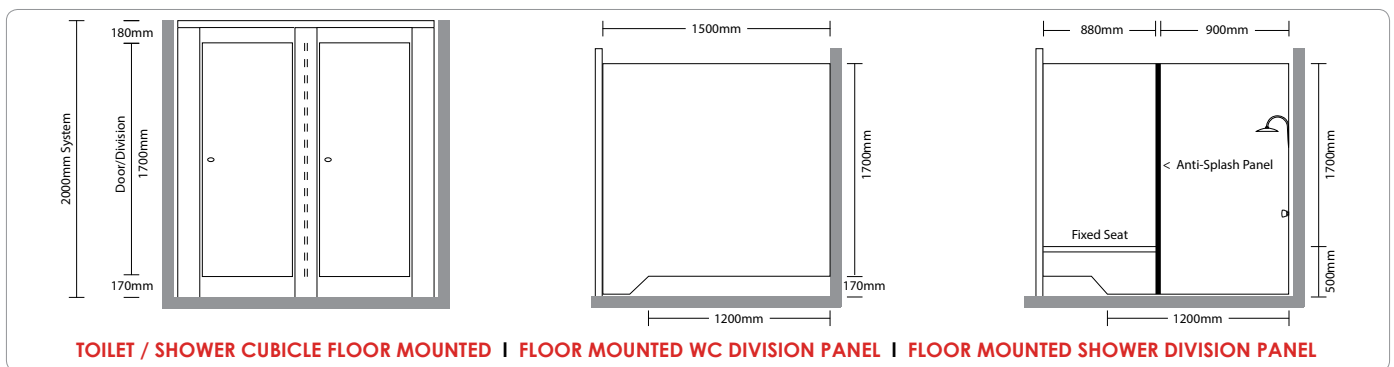 180mm
2000mm System
Door/Division
1700mm
170mm
1500mm
1700mm
170mm
1200mm
880mm
900mm
< Anti-Splash Panel
Fixed Seat
1700mm
500mm
1200mm
TOILET / SHOWER CUBICLE FLOOR MOUNTED I FLOOR MOUNTED WC DIVISION PANEL I FLOOR MOUNTED SHOWER DIVISION PANEL